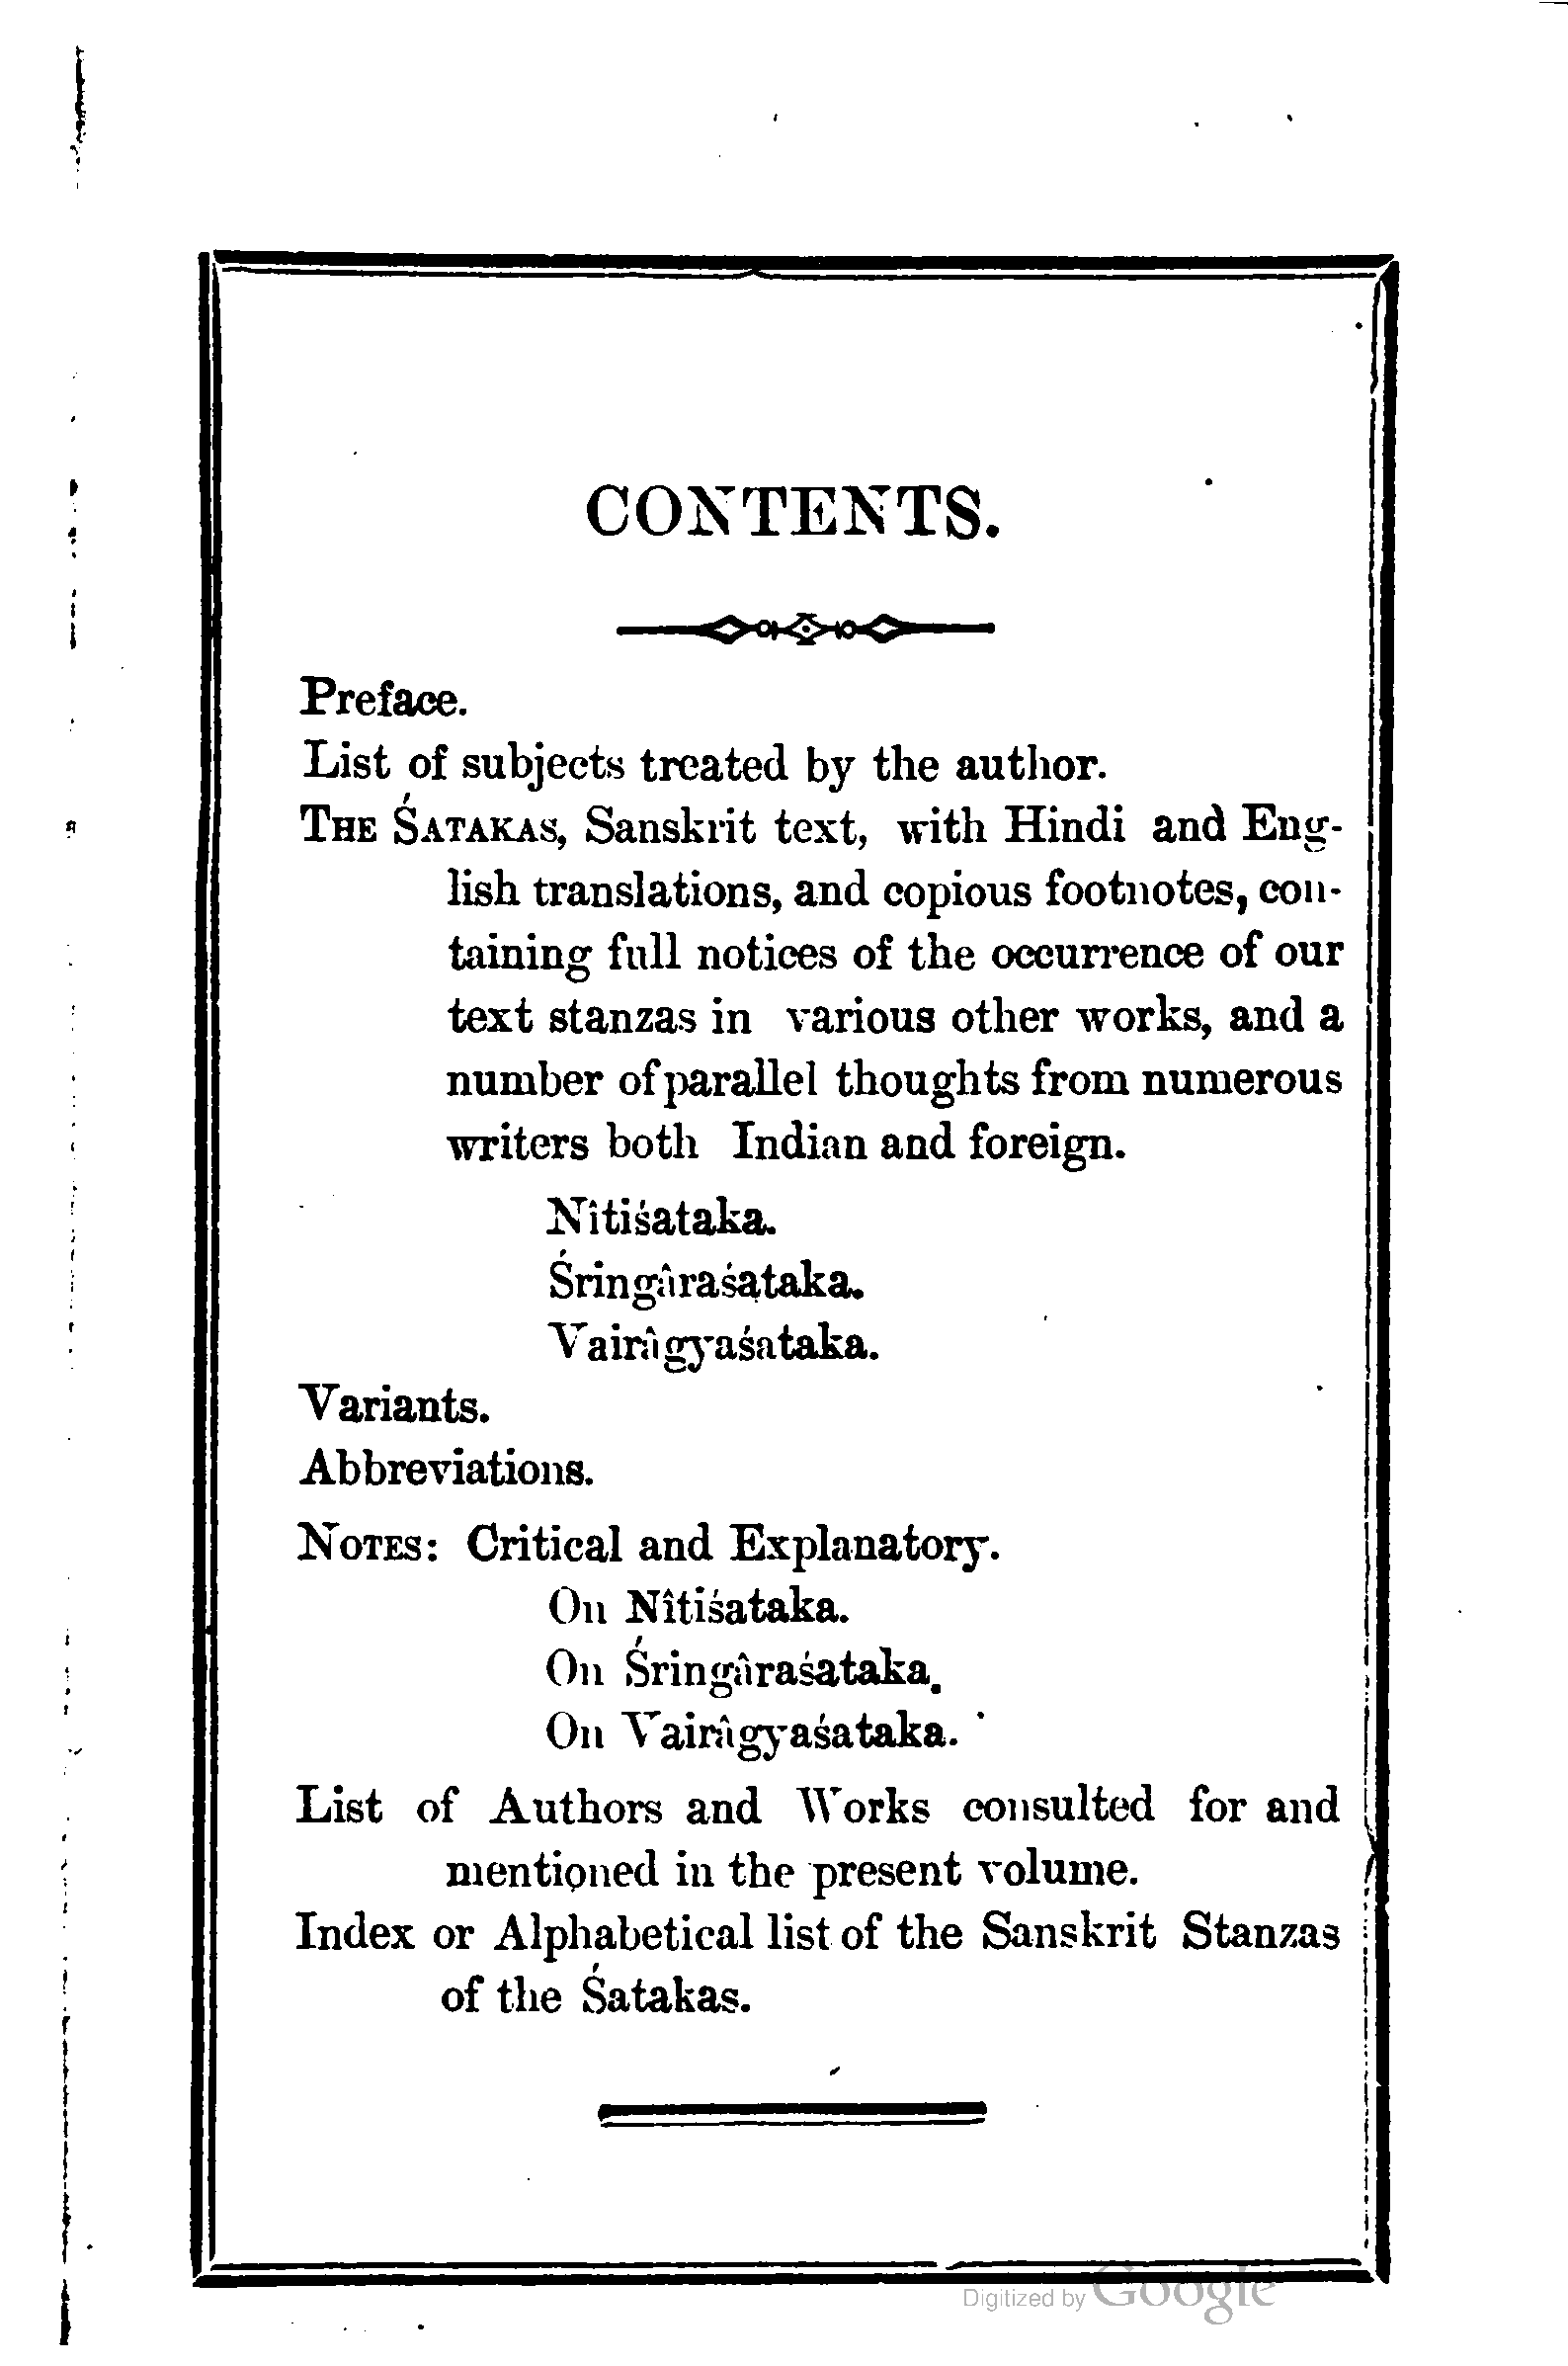 CONTENTS.
Preface.
List of subjects treated by the author.
THE ŚATAKAS, Sanskrit text, with Hindi and Eng-
lish translations, and copious footnotes, con-
taining full notices of the occurrence of our
text stanzas in various other works, and a
number of parallel thoughts from numerous
writers both Indian and foreign.
Nîtiśataka.
Śringâraśataka.
Vairâgyaśataka.
Variants.
Abbreviations.
NOTES: Critical and Explanatory.
On Nîtiśataka.
On Śringâraśataka.
On Vairâgyaśataka.
List of Authors and Works consulted for and
mentioned in the present volume.
Index or Alphabetical list of the Sanskrit Stanzas
of the Śatakas.
Digitized by Google